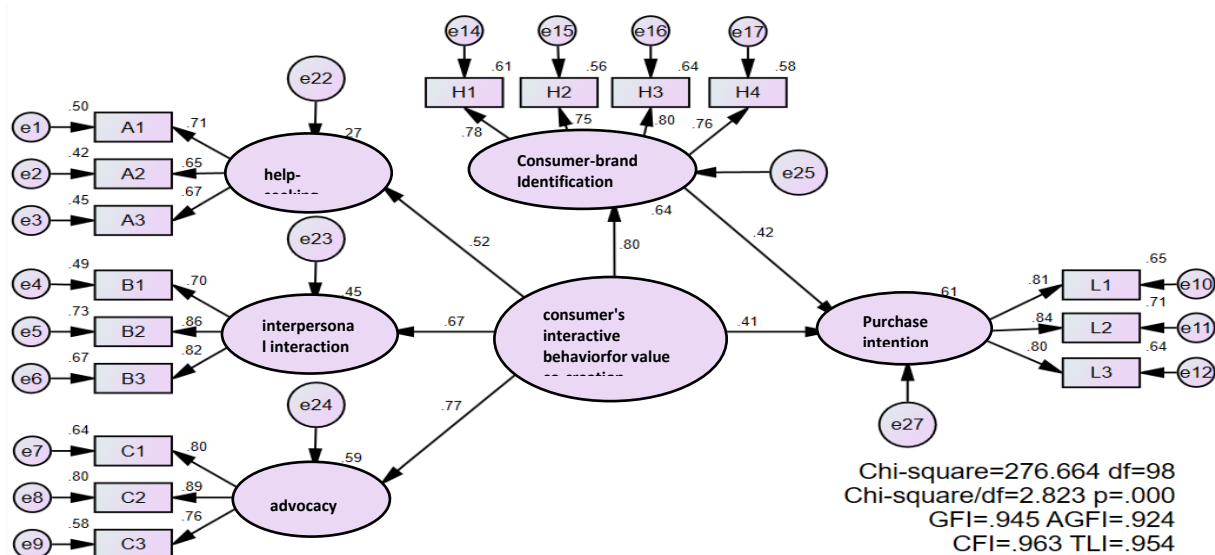 e14
e15
e16
e17
.61
.56
.64
.58
H1
H2
H3
H4
.78
.75
.80
.76
e22
.27
help-
seeking
e1
.50
A1
.71
e2
.42
A2
.65
e3
.45
A3
.67
Consumer-brand
Identification
e25
.64
.52
.80
.42
e23
.45
interpersona
l interaction
e4
.49
B1
.70
e5
.73
B2
.86
e6
.67
B3
.82
.67
consumer's
interactive
behaviorfor value
co-creation
.41
.61
Purchase
intention
.81
L1
.65
e10
.84
L2
.71
e11
.80
L3
.64
e12
e27
.77
e24
.59
advocacy
e7
.64
C1
.80
e8
.80
C2
.89
e9
.58
C3
.76
Chi-square=276.664 df=98
Chi-square/df=2.823 p=.000
GFI=.945 AGFI=.924
CFI=.963 TLI=.954